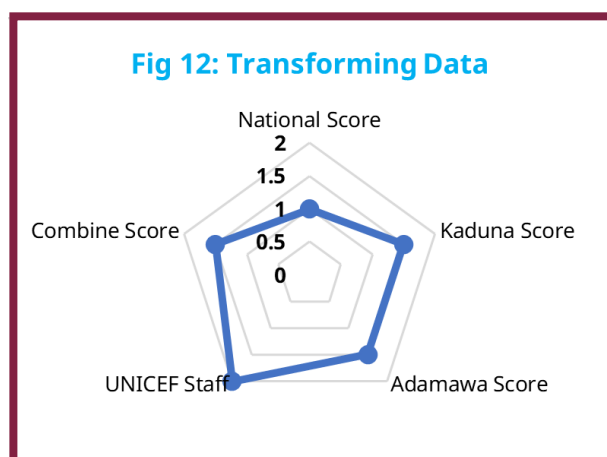 Fig 12: Transforming Data
National Score
2
1.5
1
0.5
0
Combine Score
Kaduna Score
UNICEF Staff
Adamawa Score